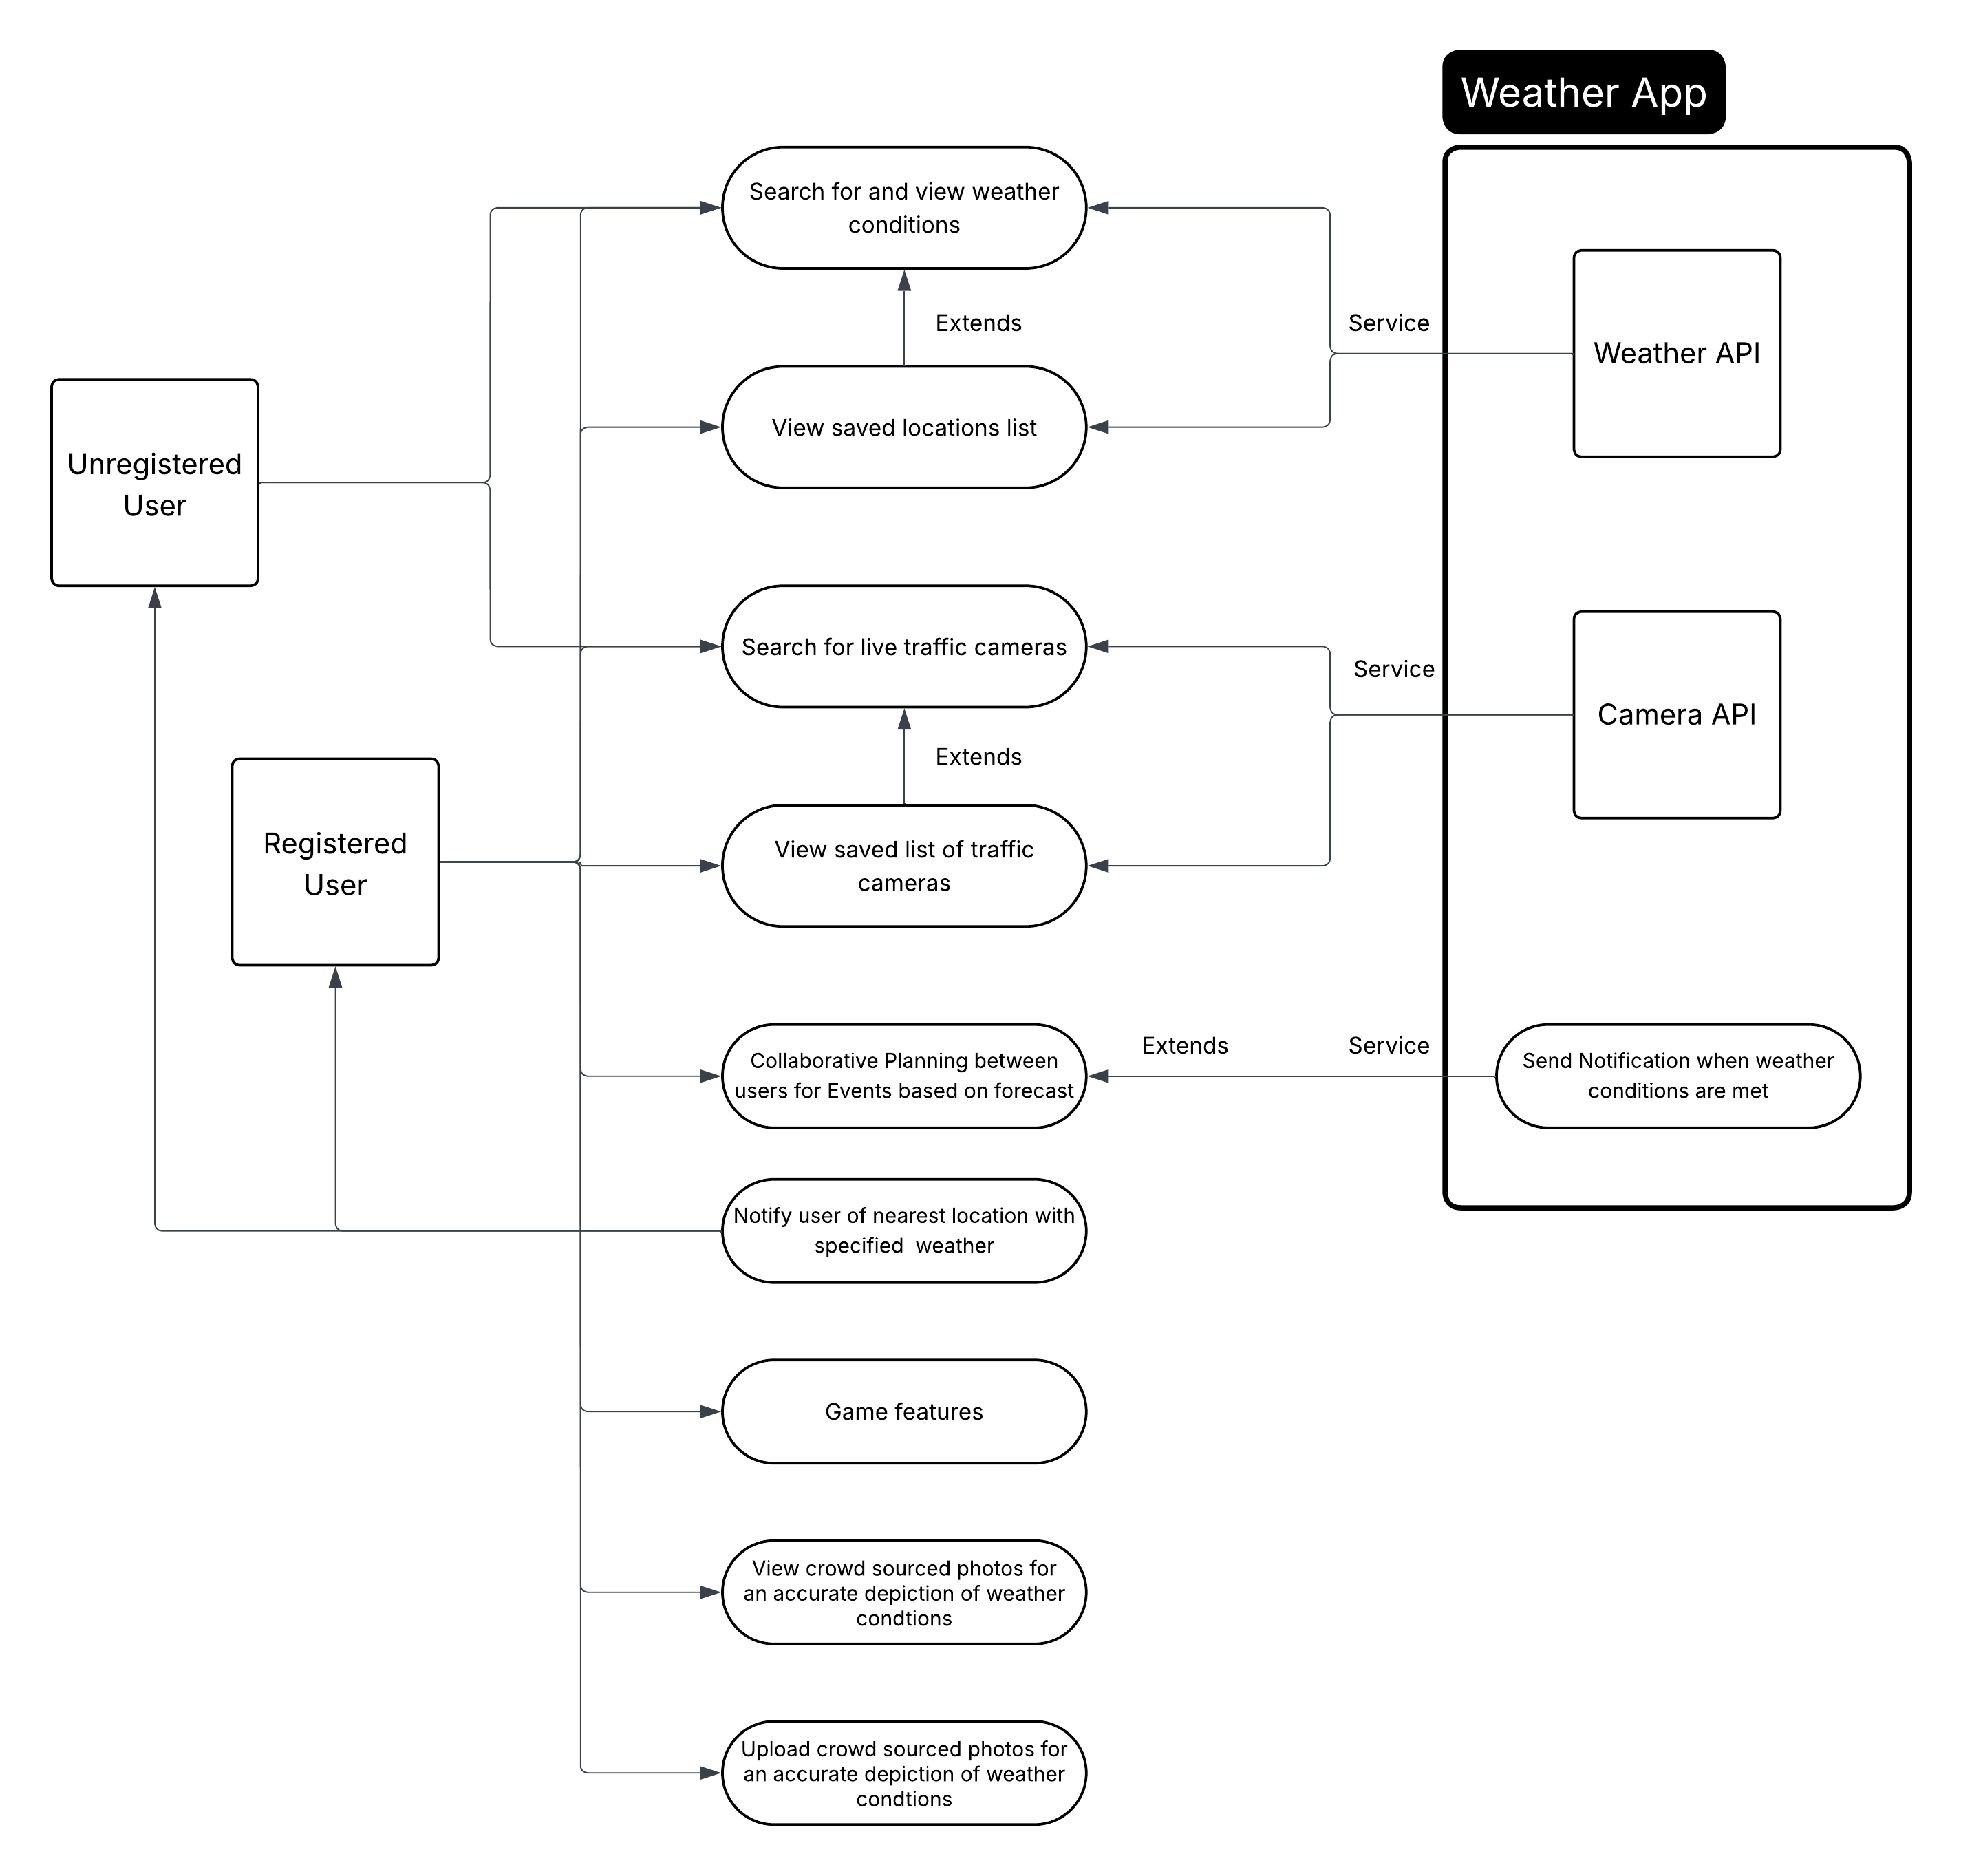 Weather App
Search for and view weather
conditions
Extends
Service
Weather API
View saved locations list
Unregistered
User
Search for live traffic cameras
Service
Camera API
Extends
Registered
User
View saved list of traffic
cameras
Collaborative Planning between
users for Events based on forecast
Extends
Service
Send Notification when weather
conditions are met
Notify user of nearest location with
specified  weather
Game features
View crowd sourced photos for
an accurate depiction of weather
condtions
Upload crowd sourced photos for
an accurate depiction of weather
condtions